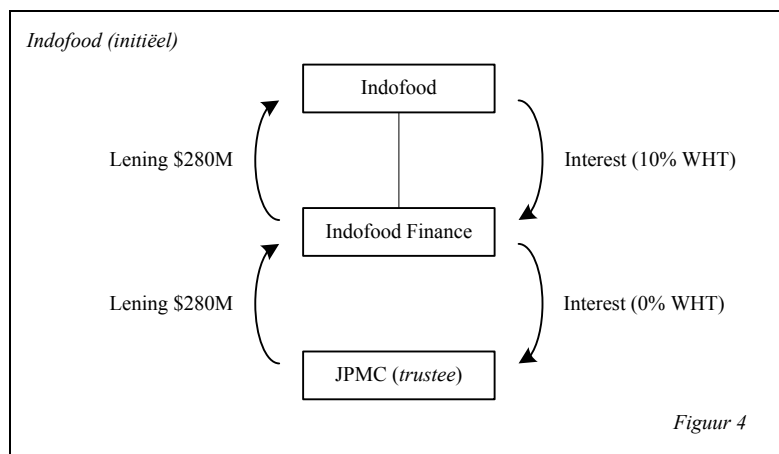 Indofood (initiëel)
Indofood
Lening $280M
Interest (10% WHT)
Indofood Finance
Lening $280M
Interest (0% WHT)
JPMC (trustee)
Figuur 4